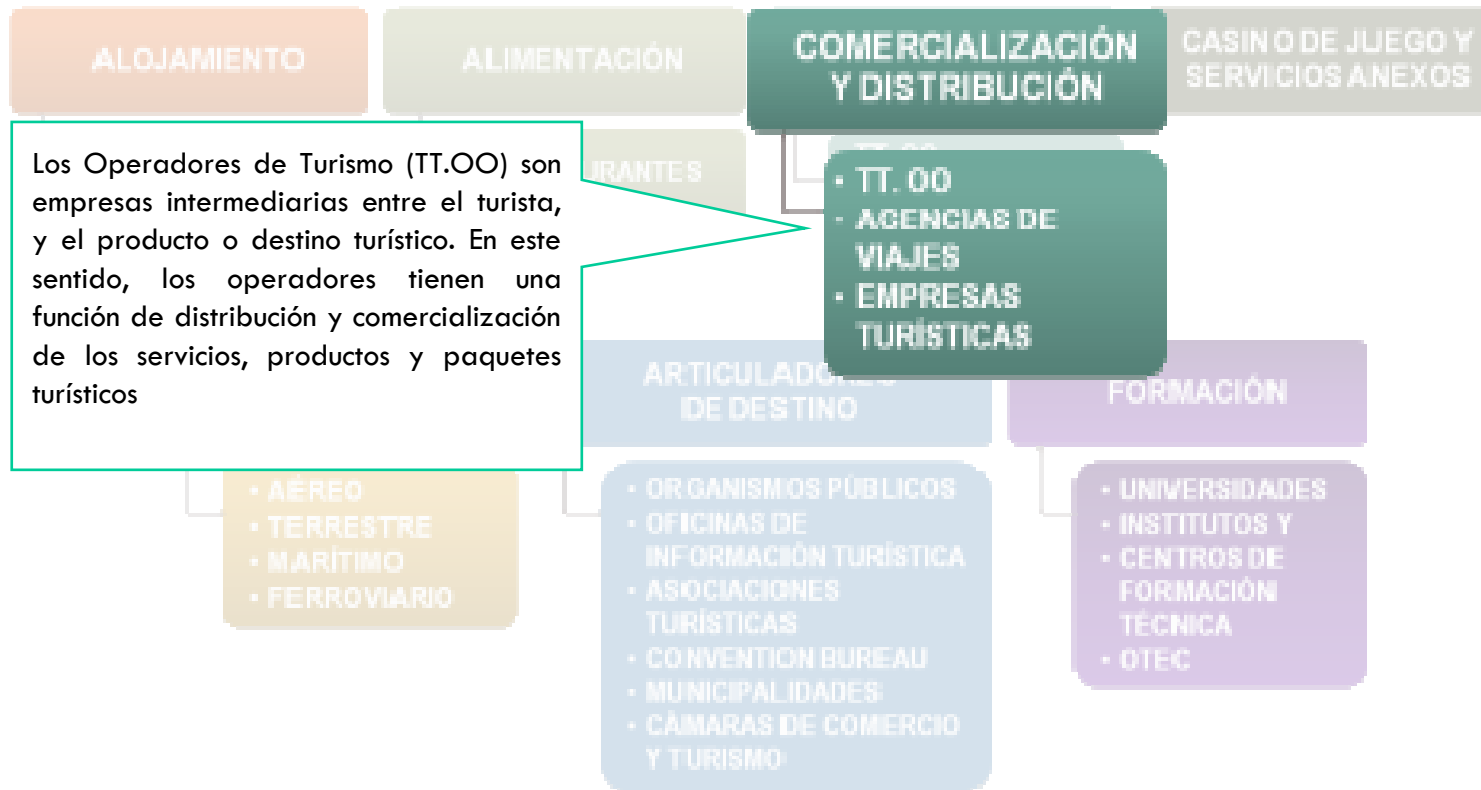 ALOJAMIENTO
ALIMENTACIÓN
COMERCIALIZACIÓN
Y DISTRIBUCIÓN
CASINO DE JUEGO Y
SERVICIOS ANEXOS
Los Operadores de Turismo (TT.OO) son
empresas intermediarias entre el turista,
y el producto o destino turístico. En este
sentido, los operadores tienen una
función de distribución y comercialización
de los servicios, productos y paquetes
turísticos
• TT. OO
- AGENCIAS DE
VIAJES
• EMPRESAS
TURÍSTICAS
ARTICULADORES
DE DESTINO
FORMACIÓN
• AÉREO
• TERRESTRE
• MARÍTIMO
• FERROVIARIO
• ORGANISMOS PÚBLICOS
• OFICINAS DE
INFORMACIÓN TURÍSTICA
• ASOCIACIONES
TURÍSTICAS
• CONVENTION BUREAU
• MUNICIPALIDADES
• CÁMARAS DE COMERCIO
Y TURISMO
• UNIVERSIDADES
• INSTITUTOS Y
• CENTROS DE
FORMACIÓN
TÉCNICA
• OTEC